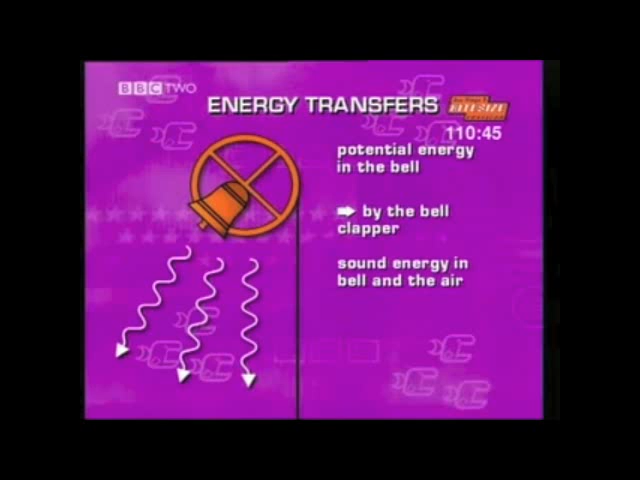 BBC TWO
ENERGY TRANSFERS
BITESIZE
110:45
potential energy
in the bell
by the bell
clapper
sound energy in
bell and the air